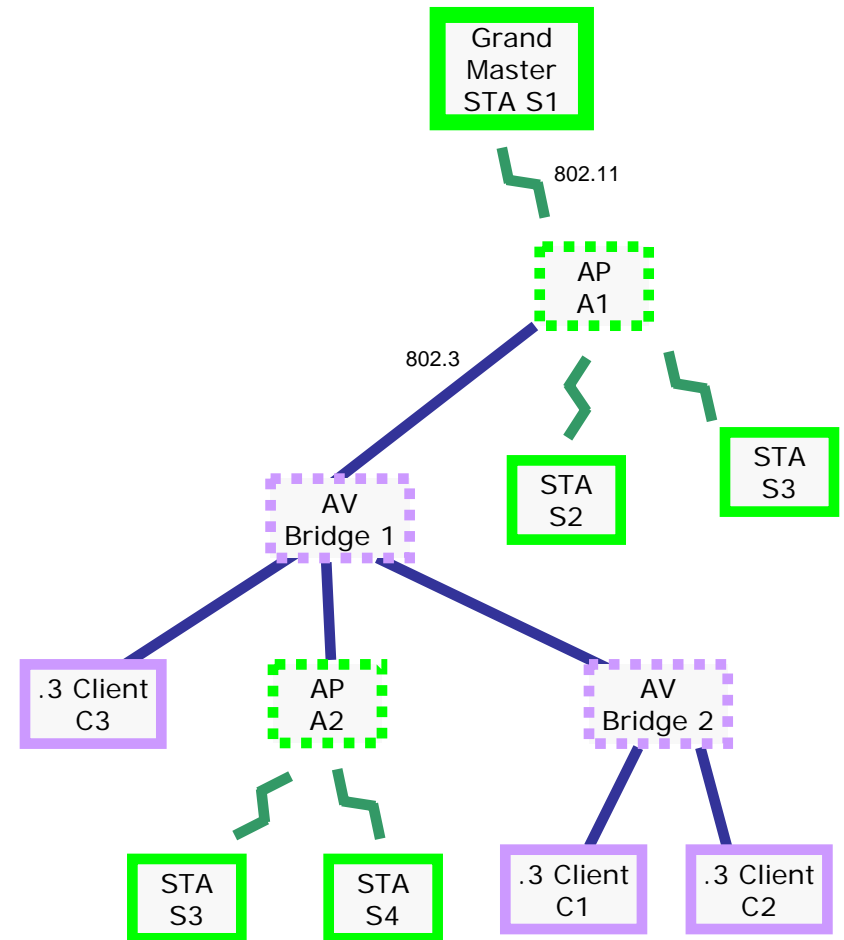 Grand
Master
STA S1
802.11
AP
A1
802.3
STA
S3
STA
S2
AV
Bridge 1
.3 Client
C3
AP
A2
AV
Bridge 2
STA
S3
STA
S4
.3 Client
C1
.3 Client
C2